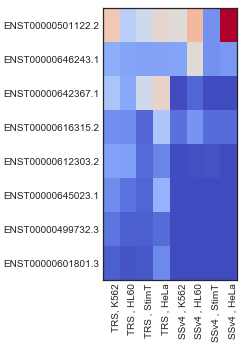 ENST00000501122.2
ENST00000646243.1
ENST00000642367.1
ENST00000616315.2
ENST00000612303.2
ENST00000645023.1
ENST00000499732.3
ENST00000601801.3
TRS , K562
TRS , HL60
TRS , StimT
TRS , HeLa
SSv4 , K562
SSv4 , HL60
SSv4 , StimT
SSv4 , HeLa